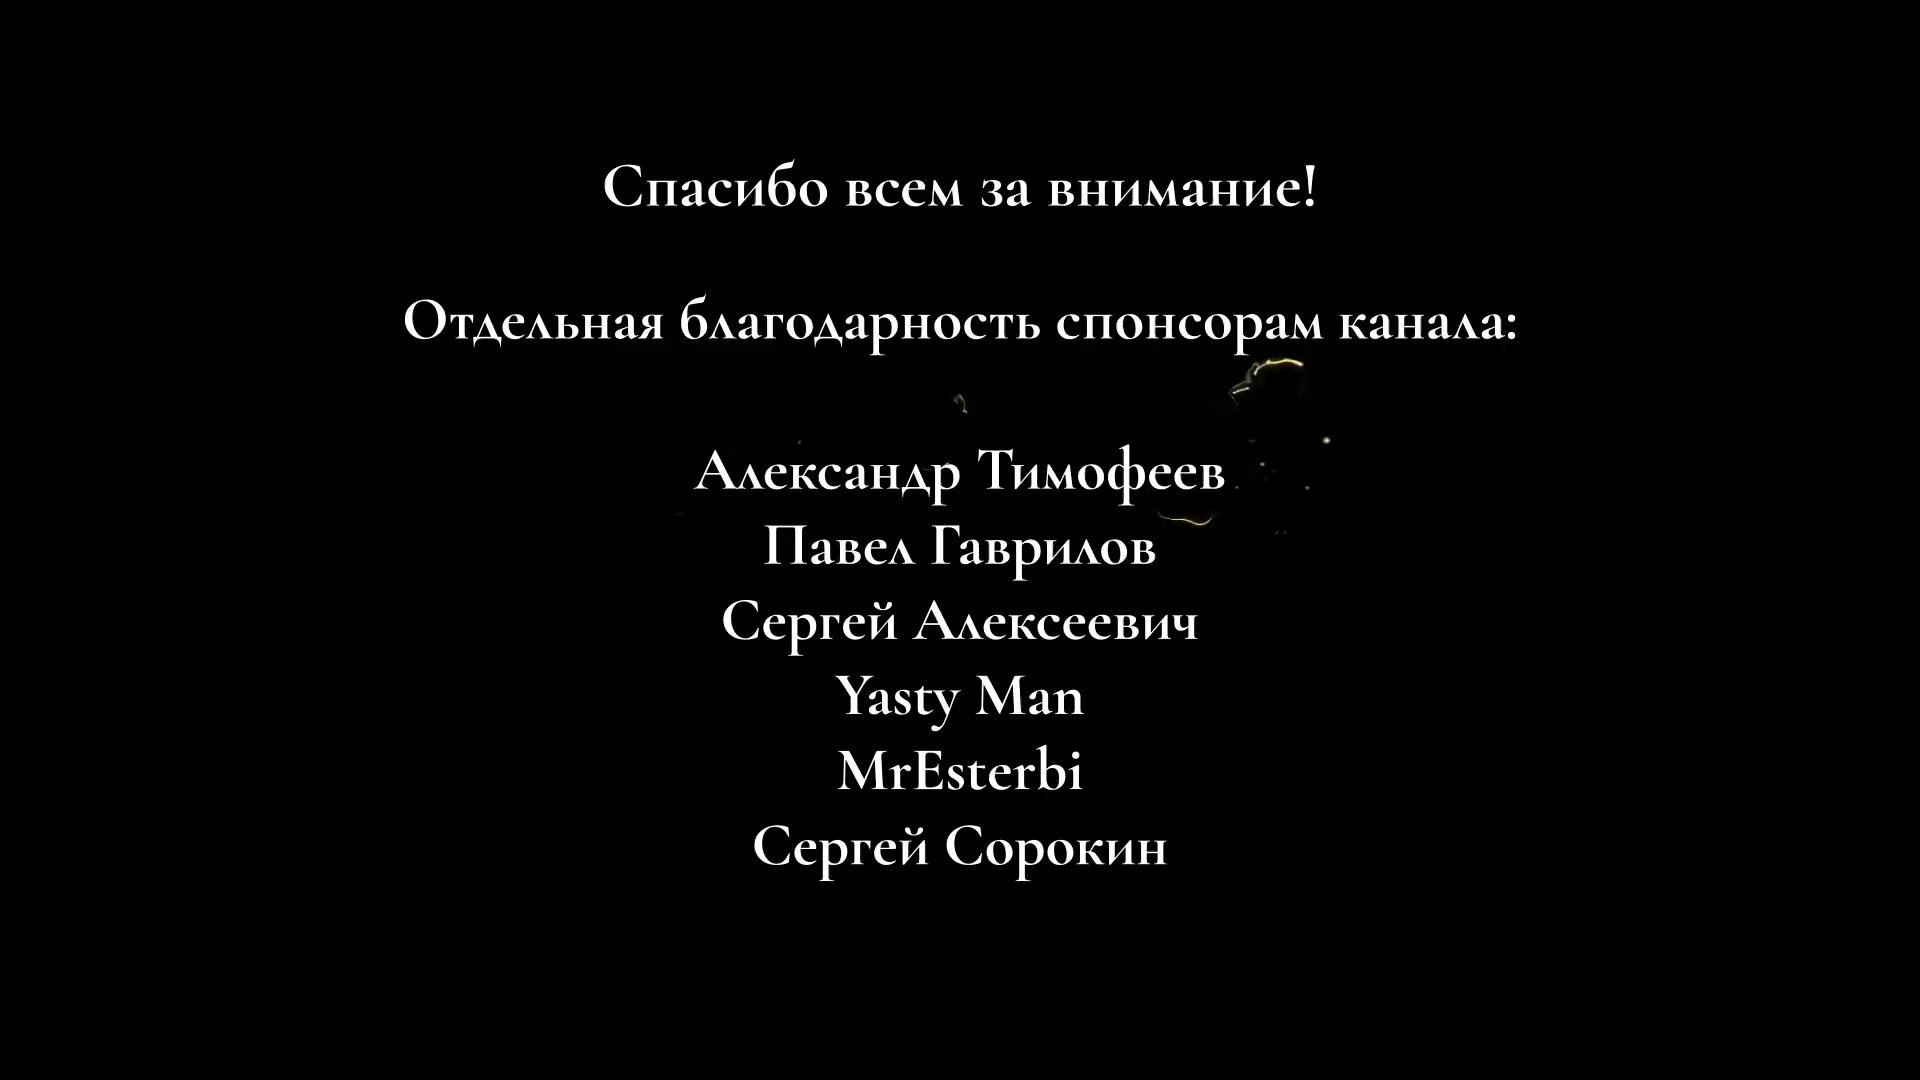 Спасибо всем за внимание!
Отдельная благодарность спонсорам канала:
Александр Тимофеев
Павел Гаврилов
Сергей Алексеевич
Yasty Man
MrEsterbi
Сергей Сорокин